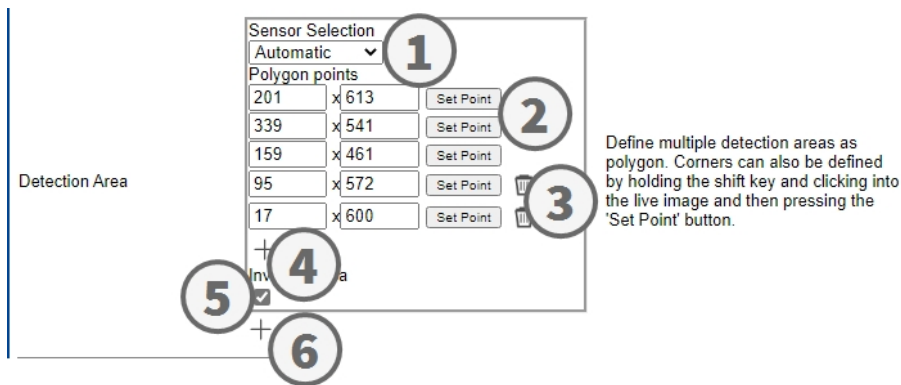 Sensor Selection
Automatic
1
Polygon points
201 x 613 Set Point
2
339 x 541 Set Point
159 x 461 Set Point
Detection Area
95 x 572 Set Point
3
17 x 600 Set Point
Define multiple detection areas as
polygon. Corners can also be defined
by holding the shift key and clicking into
the live image and then pressing the
'Set Point' button.
+
4
5
+
6